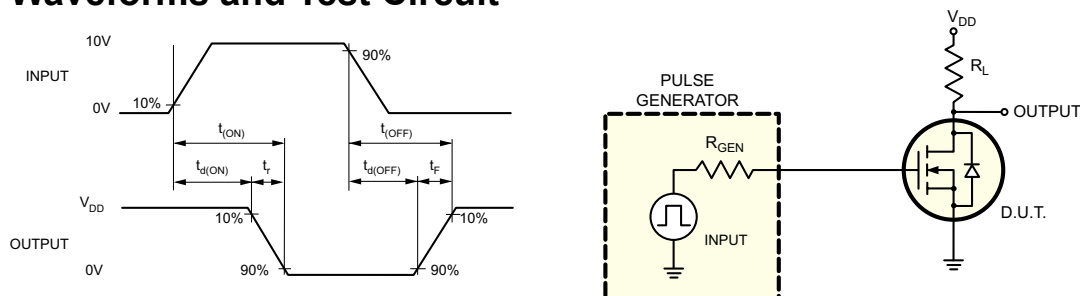 Waveforms and Test Circuit
10V
INPUT
0V
10%
90%
t(ON)
t(OFF)
td(ON)
tr
td(OFF)
tF
VDD
OUTPUT
0V
10%
90%
10%
90%
PULSE
GENERATOR
RGEN
INPUT
VDD
RL
OUTPUT
D.U.T.